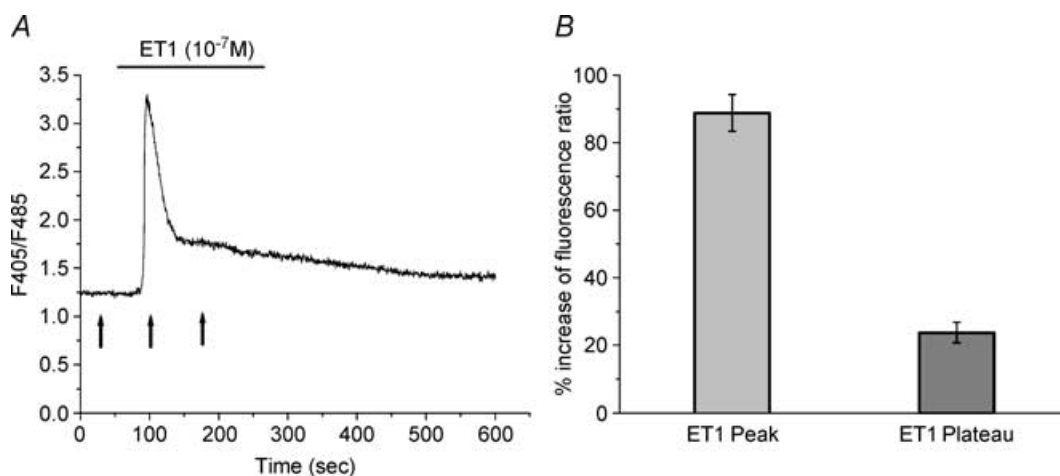 A
ET1 (10⁻⁷M)
F405/F485
3.5
3.0
2.5
2.0
1.5
1.0
0.5
0.0
0 100 200 300 400 500 600
Time (sec)
B
% increase of fluorescence ratio
100
80
60
40
20
0
ET1 Peak ET1 Plateau